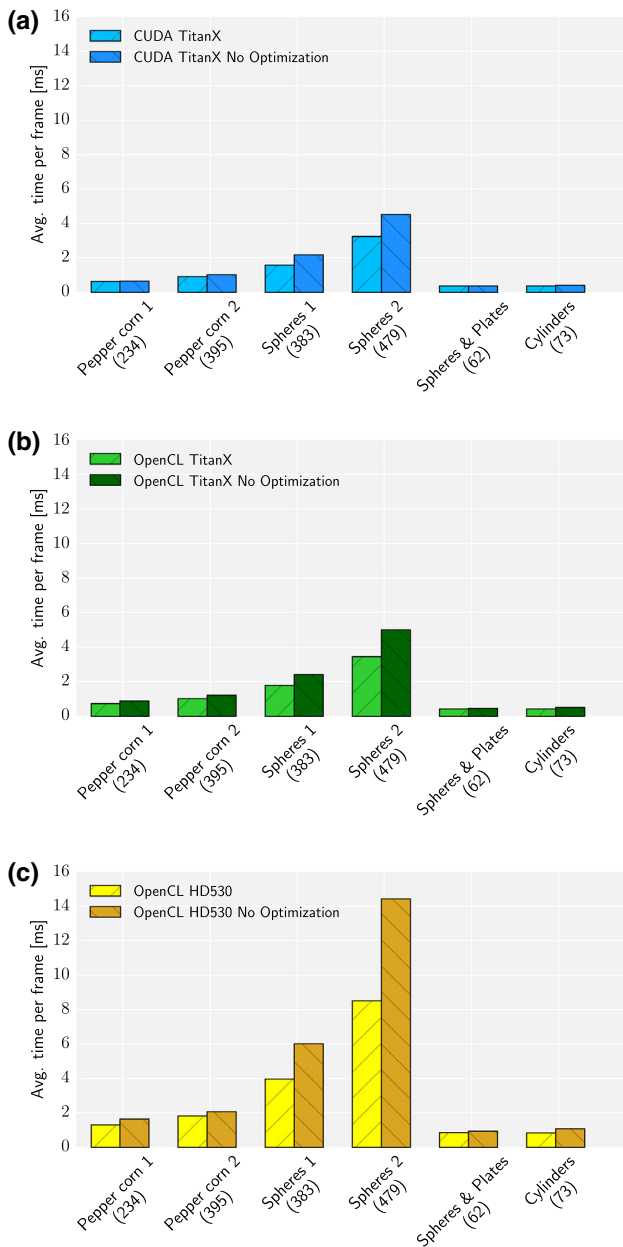 (a)
16
14
12
10
8
6
4
2
0
Avg. time per frame [ms]
CUDA TitanX
CUDA TitanX No Optimization
Pepper corn 1
(234)
Pepper corn 2
(395)
Spheres 1
(383)
Spheres 2
(479)
Spheres & Plates
(62)
Cylinders
(73)
(b)
16
14
12
10
8
6
4
2
0
Avg. time per frame [ms]
OpenCL TitanX
OpenCL TitanX No Optimization
Pepper corn 1
(234)
Pepper corn 2
(395)
Spheres 1
(383)
Spheres 2
(479)
Spheres & Plates
(62)
Cylinders
(73)
(c)
16
14
12
10
8
6
4
2
0
Avg. time per frame [ms]
OpenCL HD530
OpenCL HD530 No Optimization
Pepper corn 1
(234)
Pepper corn 2
(395)
Spheres 1
(383)
Spheres 2
(479)
Spheres & Plates
(62)
Cylinders
(73)